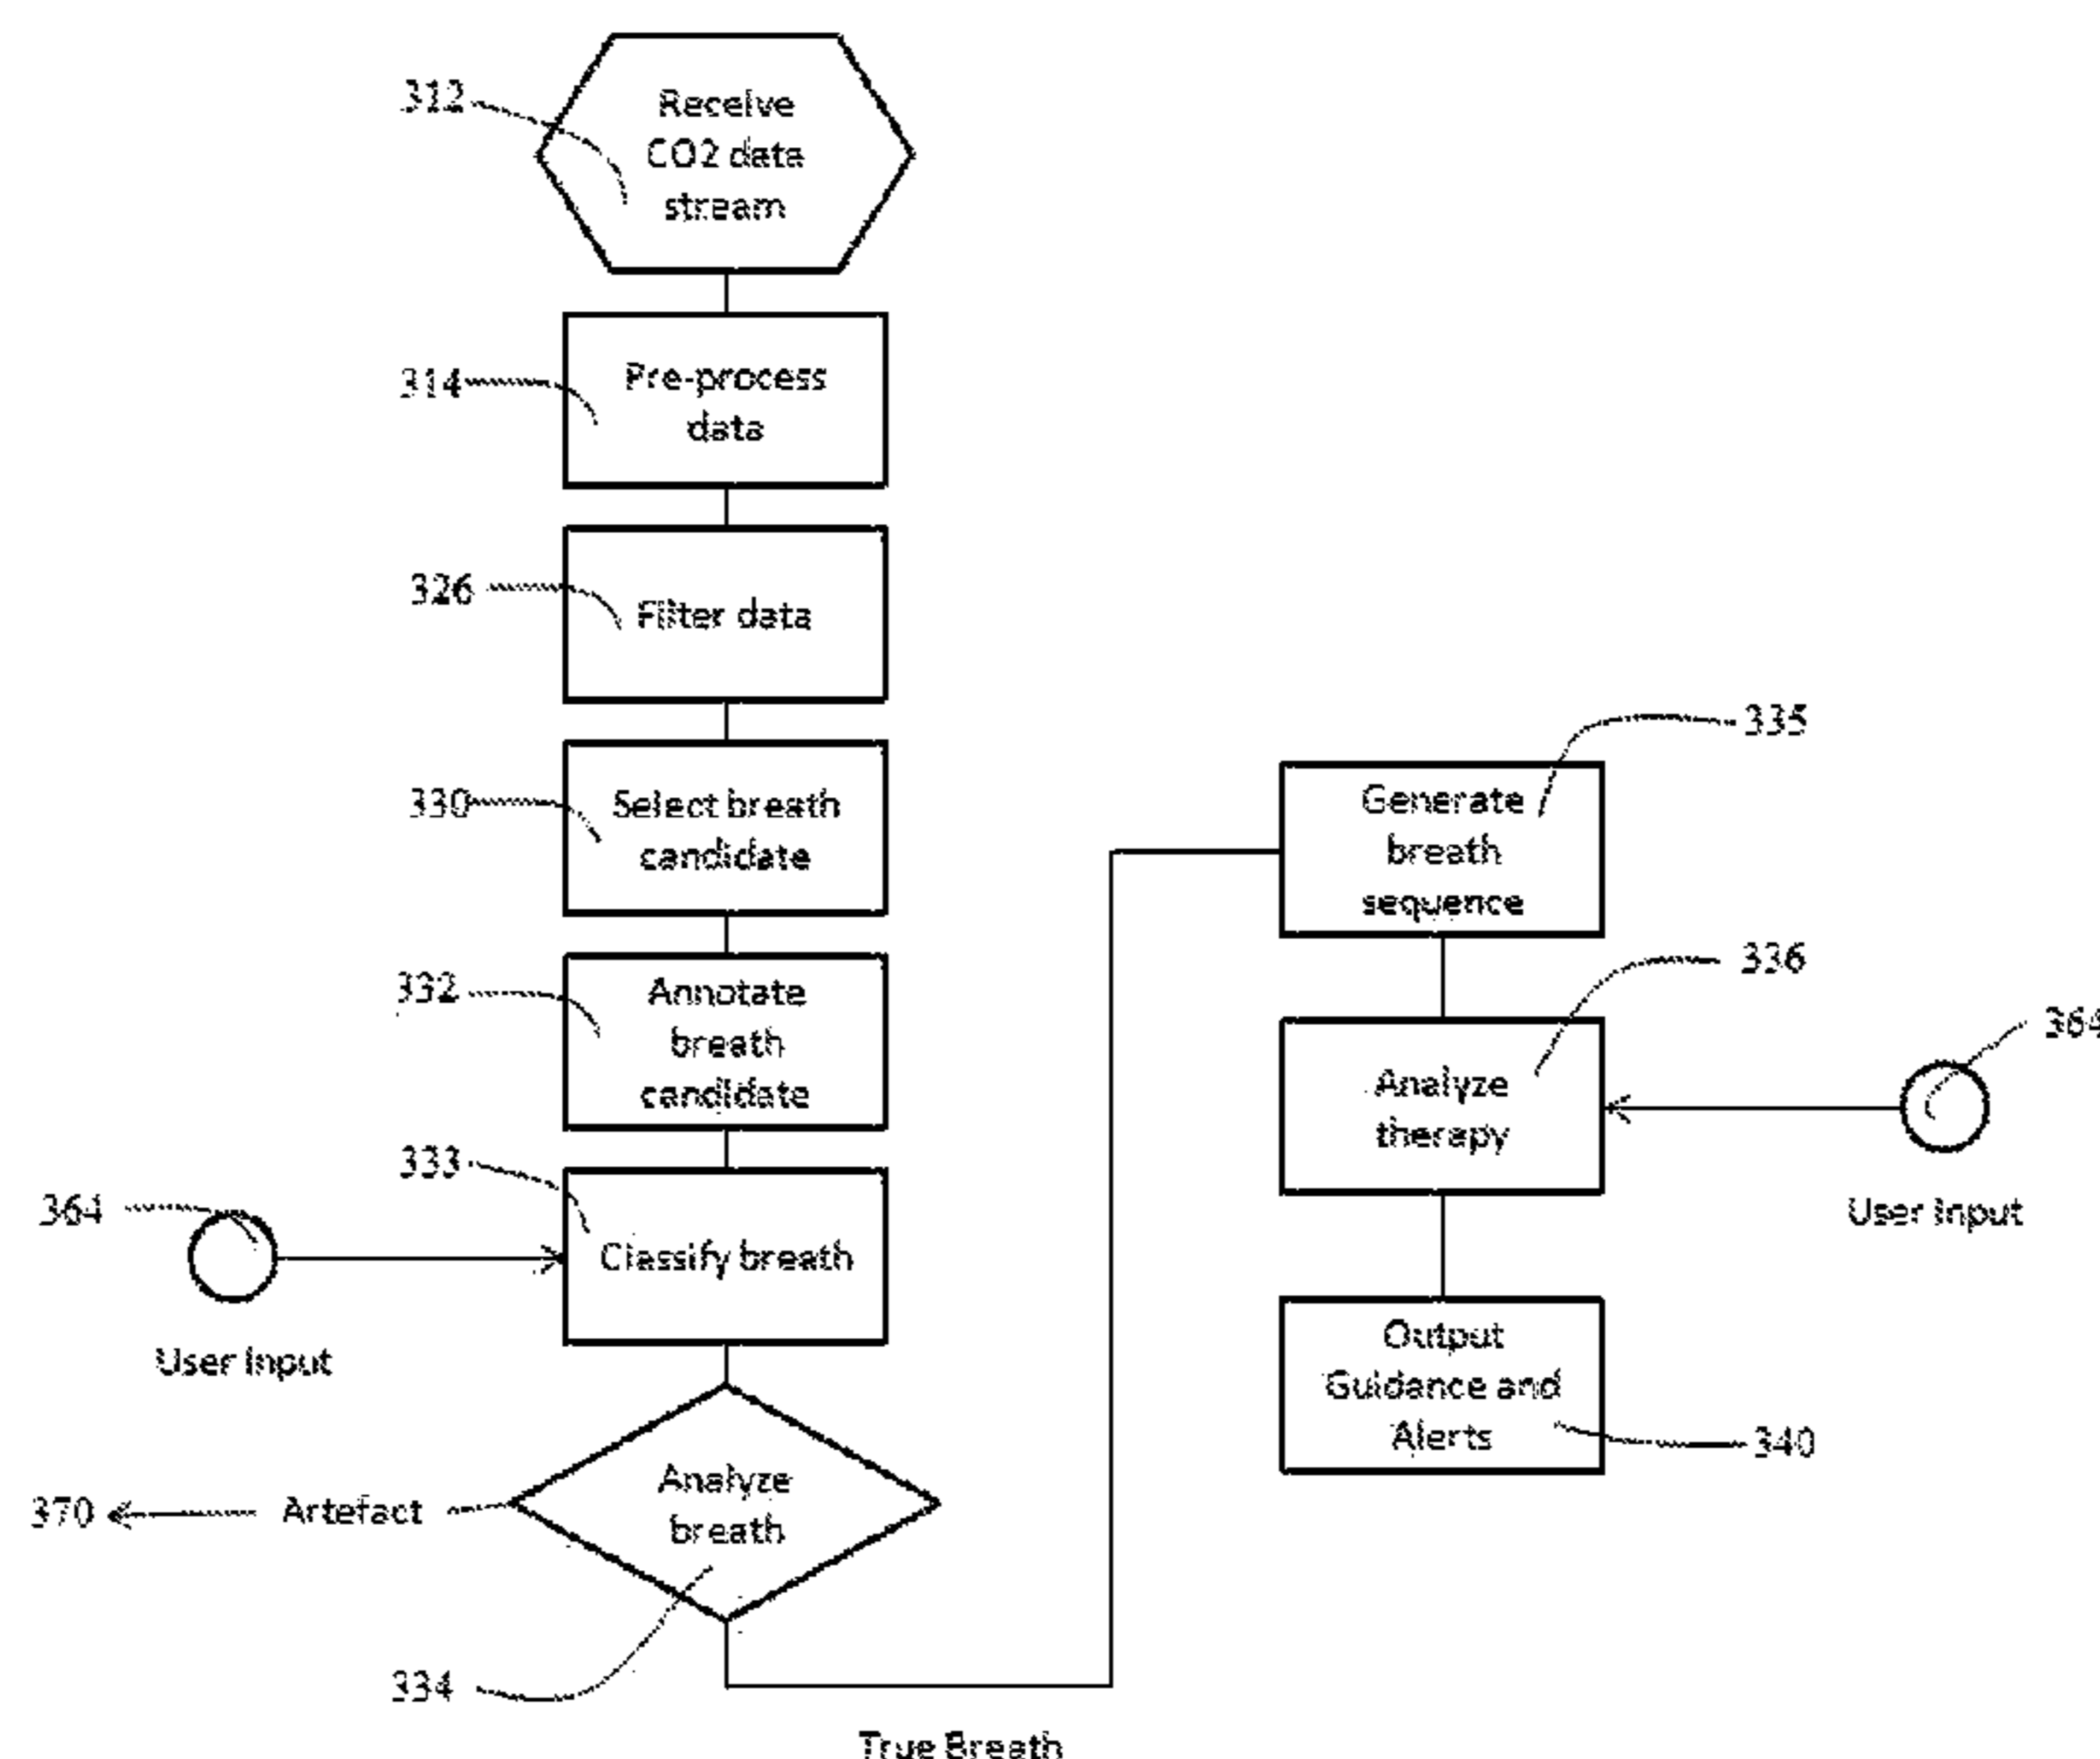 312
Receive
CO2 data
stream
314
Pre-process
data
326
Filter data
330
Select breath
candidate
332
Annotate
breath
candidate
333
364
Classify breath
User Input
Analyze
breath
370
Artefact
334
True Breath
335
Generate
breath
sequence
336
364
Analyze
therapy
User Input
Output
Guidance and
Alerts
340